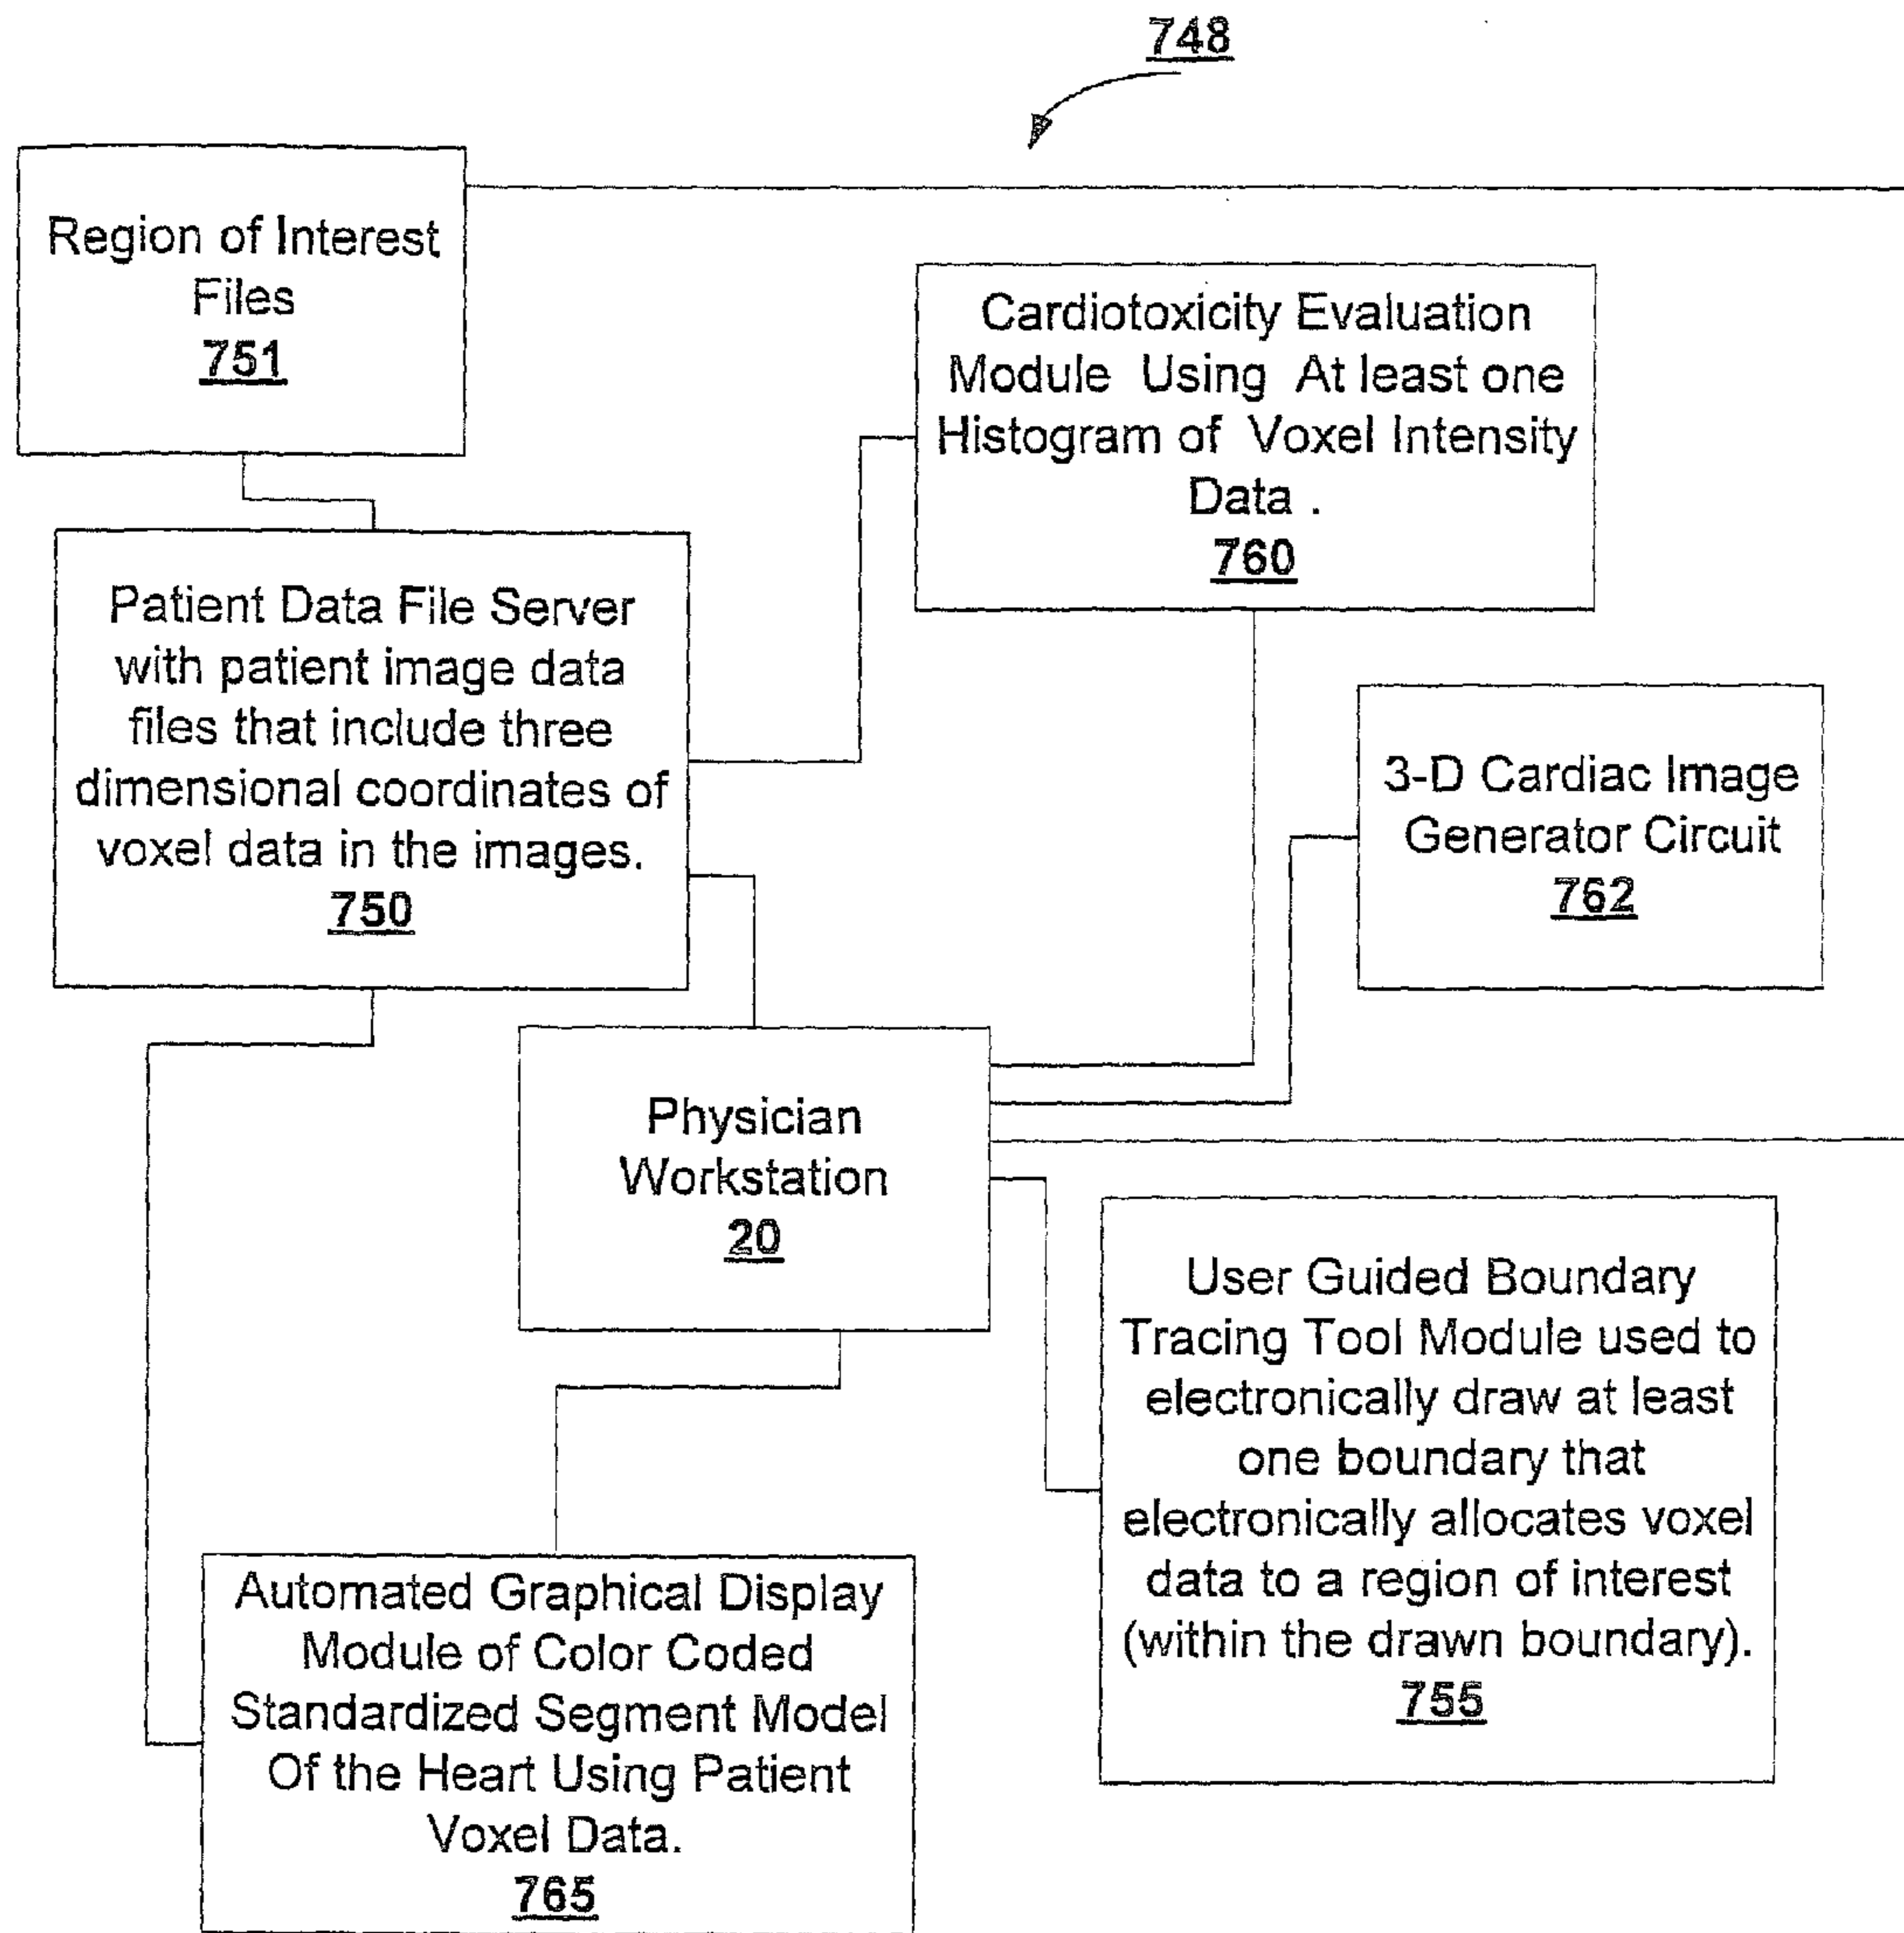 748
Region of Interest
Files
751
Cardiotoxicity Evaluation
Module Using At least one
Histogram of Voxel Intensity
Data .
760
Patient Data File Server
with patient image data
files that include three
dimensional coordinates of
voxel data in the images.
750
3-D Cardiac Image
Generator Circuit
762
Physician
Workstation
20
User Guided Boundary
Tracing Tool Module used to
electronically draw at least
one boundary that
electronically allocates voxel
data to a region of interest
(within the drawn boundary).
755
Automated Graphical Display
Module of Color Coded
Standardized Segment Model
Of the Heart Using Patient
Voxel Data.
765